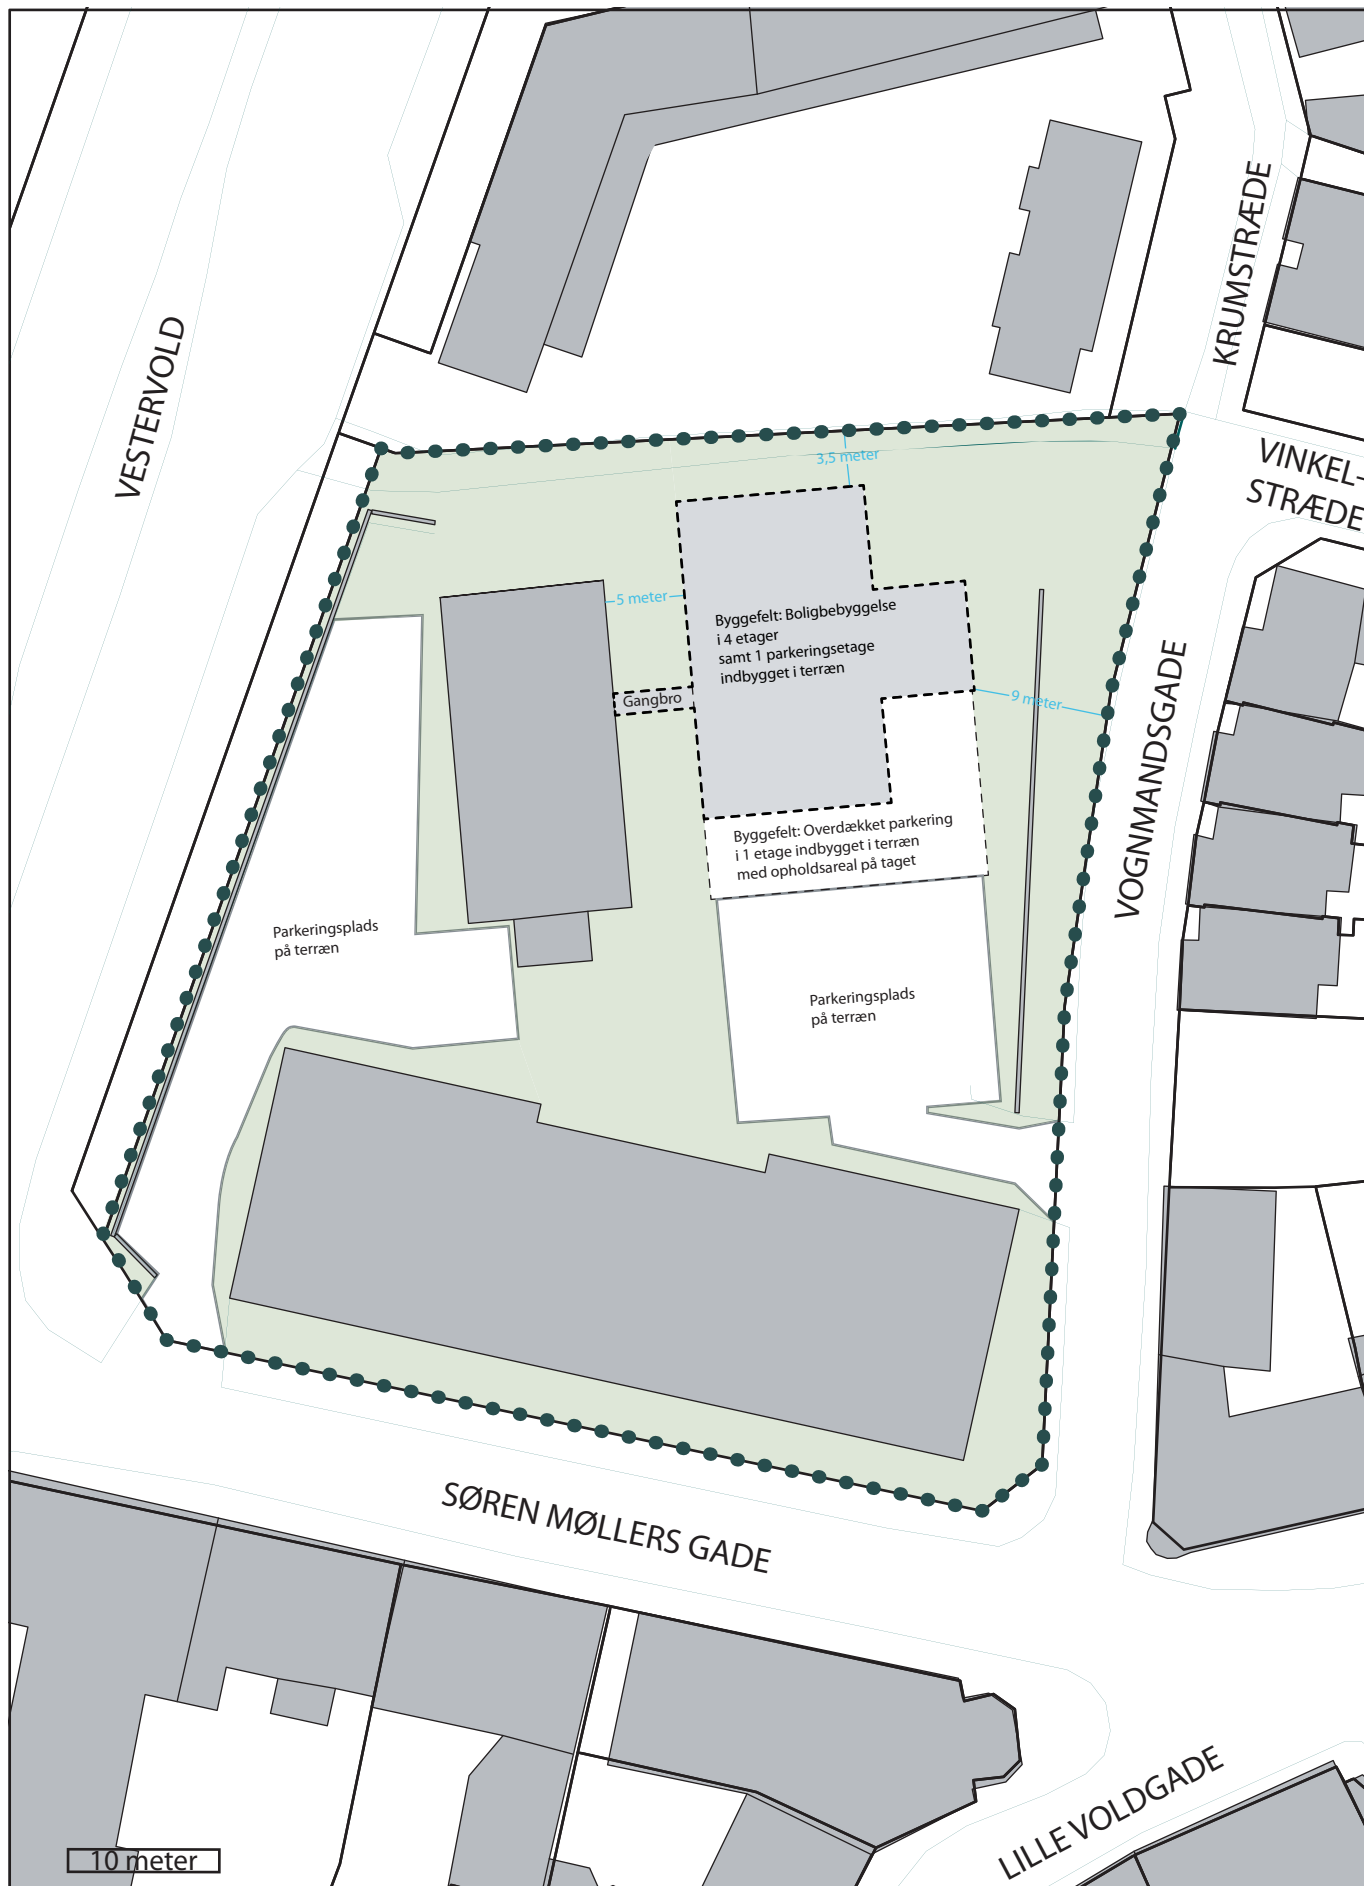 VESTERVOLD
KRUMSTRÆDE
VINKEL-
STRÆDE
3,5 meter
5 meter
Byggefelt: Boligbebyggelse
i 4 etager
samt 1 parkeringsetage
indbygget i terræn
Gangbro
9 meter
VOGNMANDSGADE
Byggefelt: Overdækket parkering
i 1 etage indbygget i terræn
med opholdsareal på taget
Parkeringsplads
på terræn
Parkeringsplads
på terræn
SØREN MØLLERS GADE
LILLE VOLDGADE
10 meter